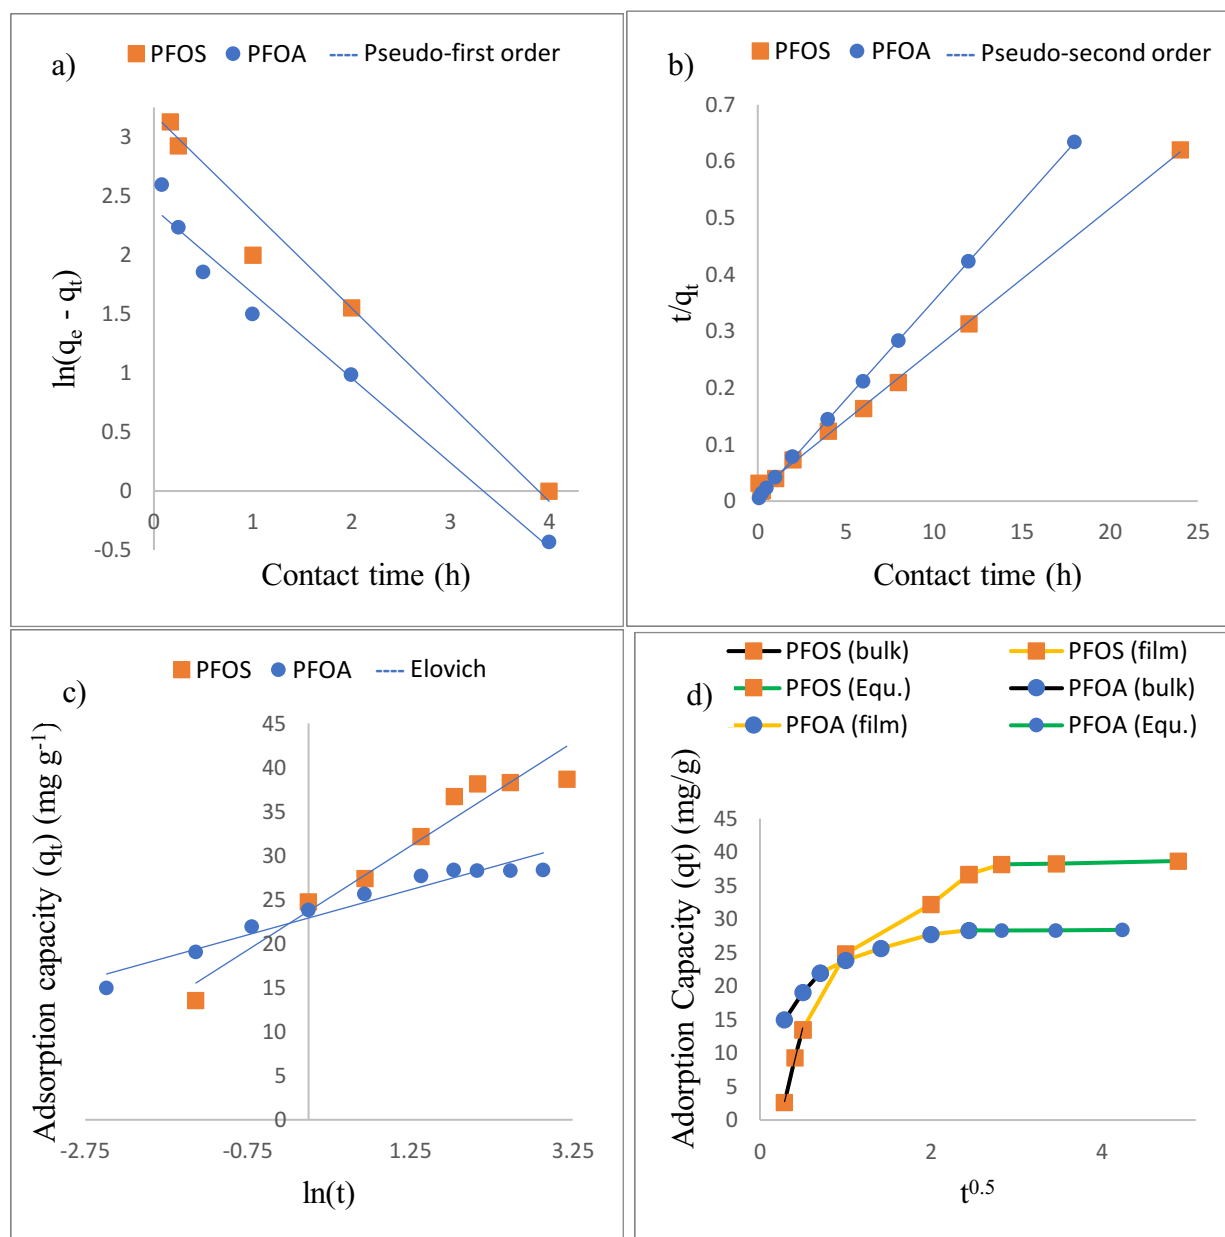 a)
PFOS PFOA Pseudo-first order
3
2.5
2
1.5
1
0.5
0
-0.5
0 1 2 3 4
ln(qe - qt)
Contact time (h)
b)
PFOS PFOA Pseudo-second order
0.7
0.6
0.5
0.4
0.3
0.2
0.1
0
0 5 10 15 20 25
t/qt
Contact time (h)
c)
PFOS PFOA Elovich
45
40
35
30
25
20
15
10
5
0
-2.75 -0.75 1.25 3.25
Adsorption capacity (qt) (mg g-1)
ln(t)
d)
PFOS (bulk) PFOS (film)
PFOS (Equ.) PFOA (bulk)
PFOA (film) PFOA (Equ.)
45
40
35
30
25
20
15
10
5
0
0 2 4
Adorption Capacity (qt) (mg/g)
t0.5